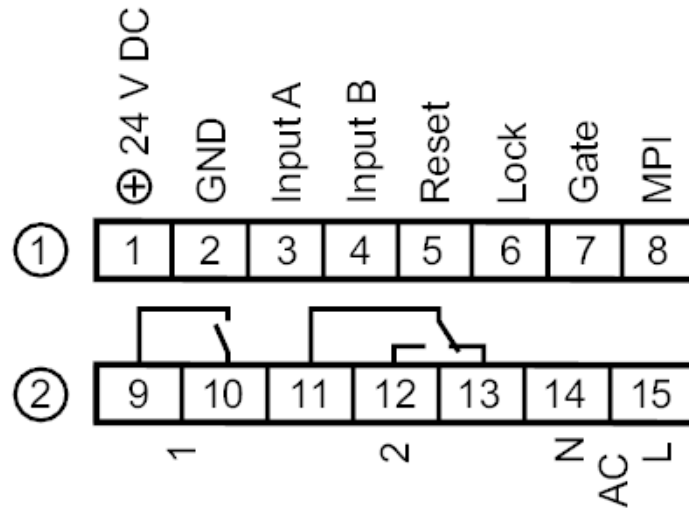 ⊕ 24 V DC
GND
Input A
Input B
Reset
Lock
Gate
MPI
① 1 2 3 4 5 6 7 8
② 9 10 11 12 13 14 15
1 2 N AC L